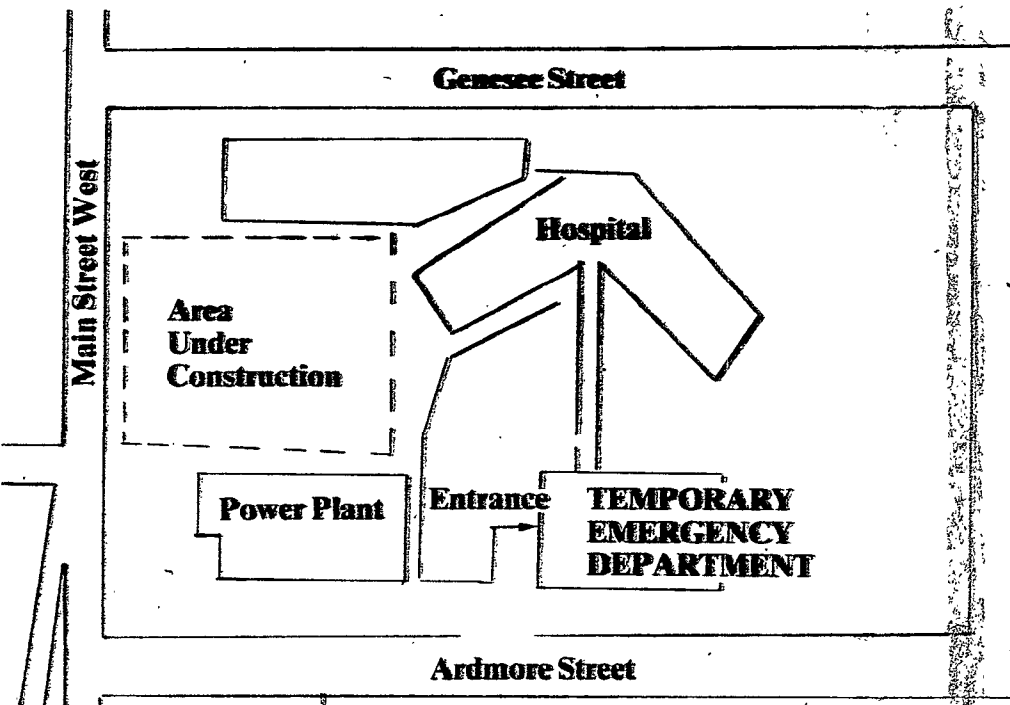 Genesee Street
Main Street West
Hospital
Area
Under
Construction
Power Plant
Entrance
TEMPORARY
EMERGENCY
DEPARTMENT
Ardmore Street